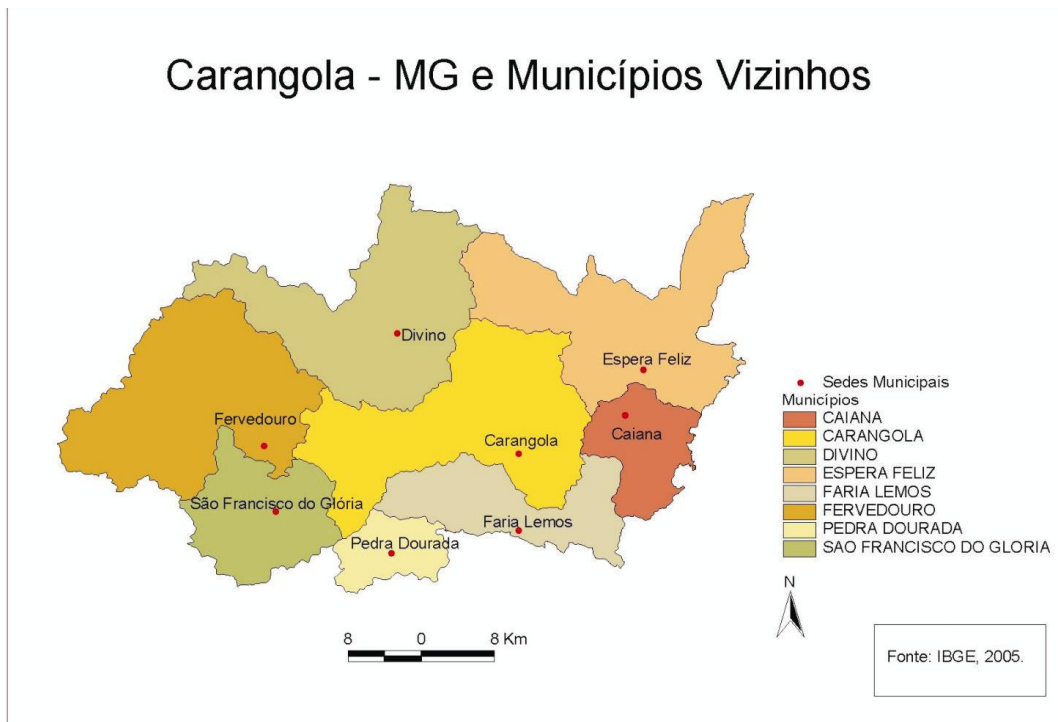 Carangola - MG e Municípios Vizinhos
Divino
Espera Feliz
Fervedouro
Caiana
Carangola
São Francisco do Glória
Faria Lemos
Pedra Dourada
Sedes Municipais
Municípios
CAIANA
CARANGOLA
DIVINO
ESPERA FELIZ
FARIA LEMOS
FERVEDOURO
PEDRA DOURADA
SAO FRANCISCO DO GLORIA
N
8 0 8 Km
Fonte: IBGE, 2005.